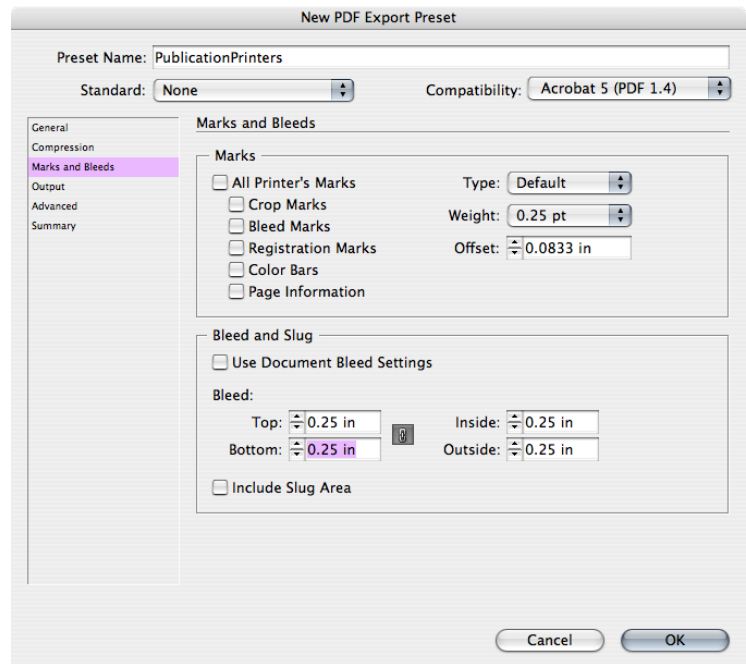 New PDF Export Preset
Preset Name: PublicationPrinters
Standard: None Compatibility: Acrobat 5 (PDF 1.4)
General
Compression
Marks and Bleeds
Output
Advanced
Summary
Marks and Bleeds
Marks
All Printer's Marks Type: Default
Crop Marks
Bleed Marks Weight: 0.25 pt
Registration Marks Offset: 0.0833 in
Color Bars
Page Information
Bleed and Slug
Use Document Bleed Settings
Bleed:
Top: 0.25 in Inside: 0.25 in
Bottom: 0.25 in Outside: 0.25 in
Include Slug Area
Cancel OK